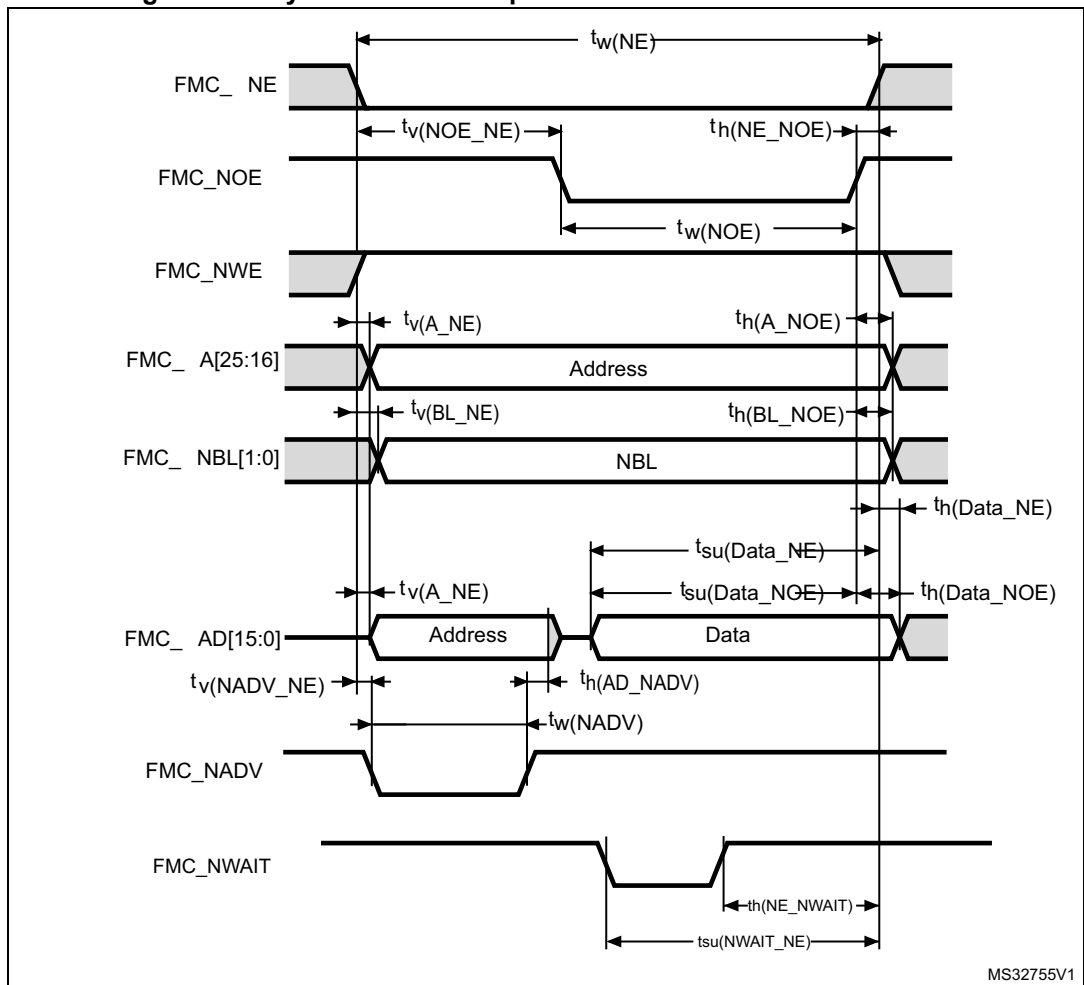 tw(NE)
FMC_ NE
tv(NOE_NE)
th(NE_NOE)
FMC_NOE
tw(NOE)
FMC_NWE
tv(A_NE)
th(A_NOE)
FMC_ A[25:16]
Address
tv(BL_NE)
th(BL_NOE)
FMC_ NBL[1:0]
NBL
th(Data_NE)
tsu(Data_NE)
tv(A_NE)
tsu(Data_NOE)
th(Data_NOE)
FMC_ AD[15:0]
Address
Data
tv(NADV_NE)
th(AD_NADV)
tw(NADV)
FMC_NADV
FMC_NWAIT
th(NE_NWAIT)
tsu(NWAIT_NE)
MS32755V1